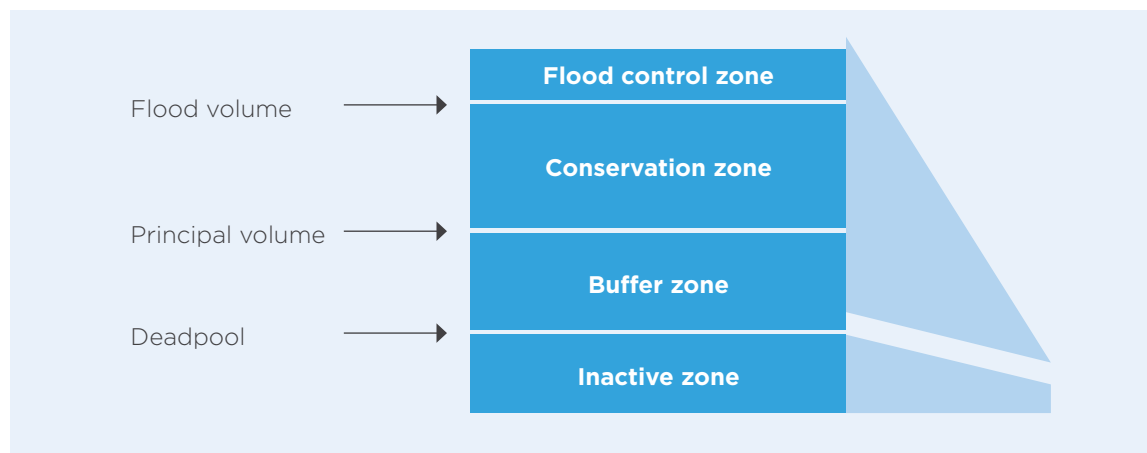 Flood control zone
Flood volume
Conservation zone
Principal volume
Buffer zone
Deadpool
Inactive zone